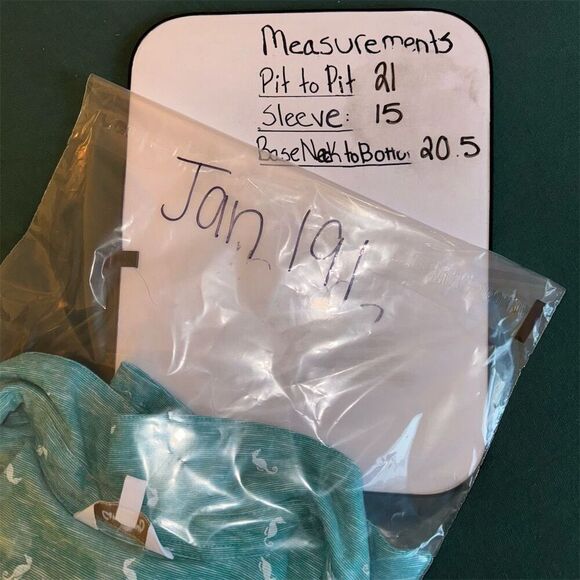 Measurements
Pit to Pit 21
Sleeve: 15
Base Neck to Bottom 20.5
Jan 19